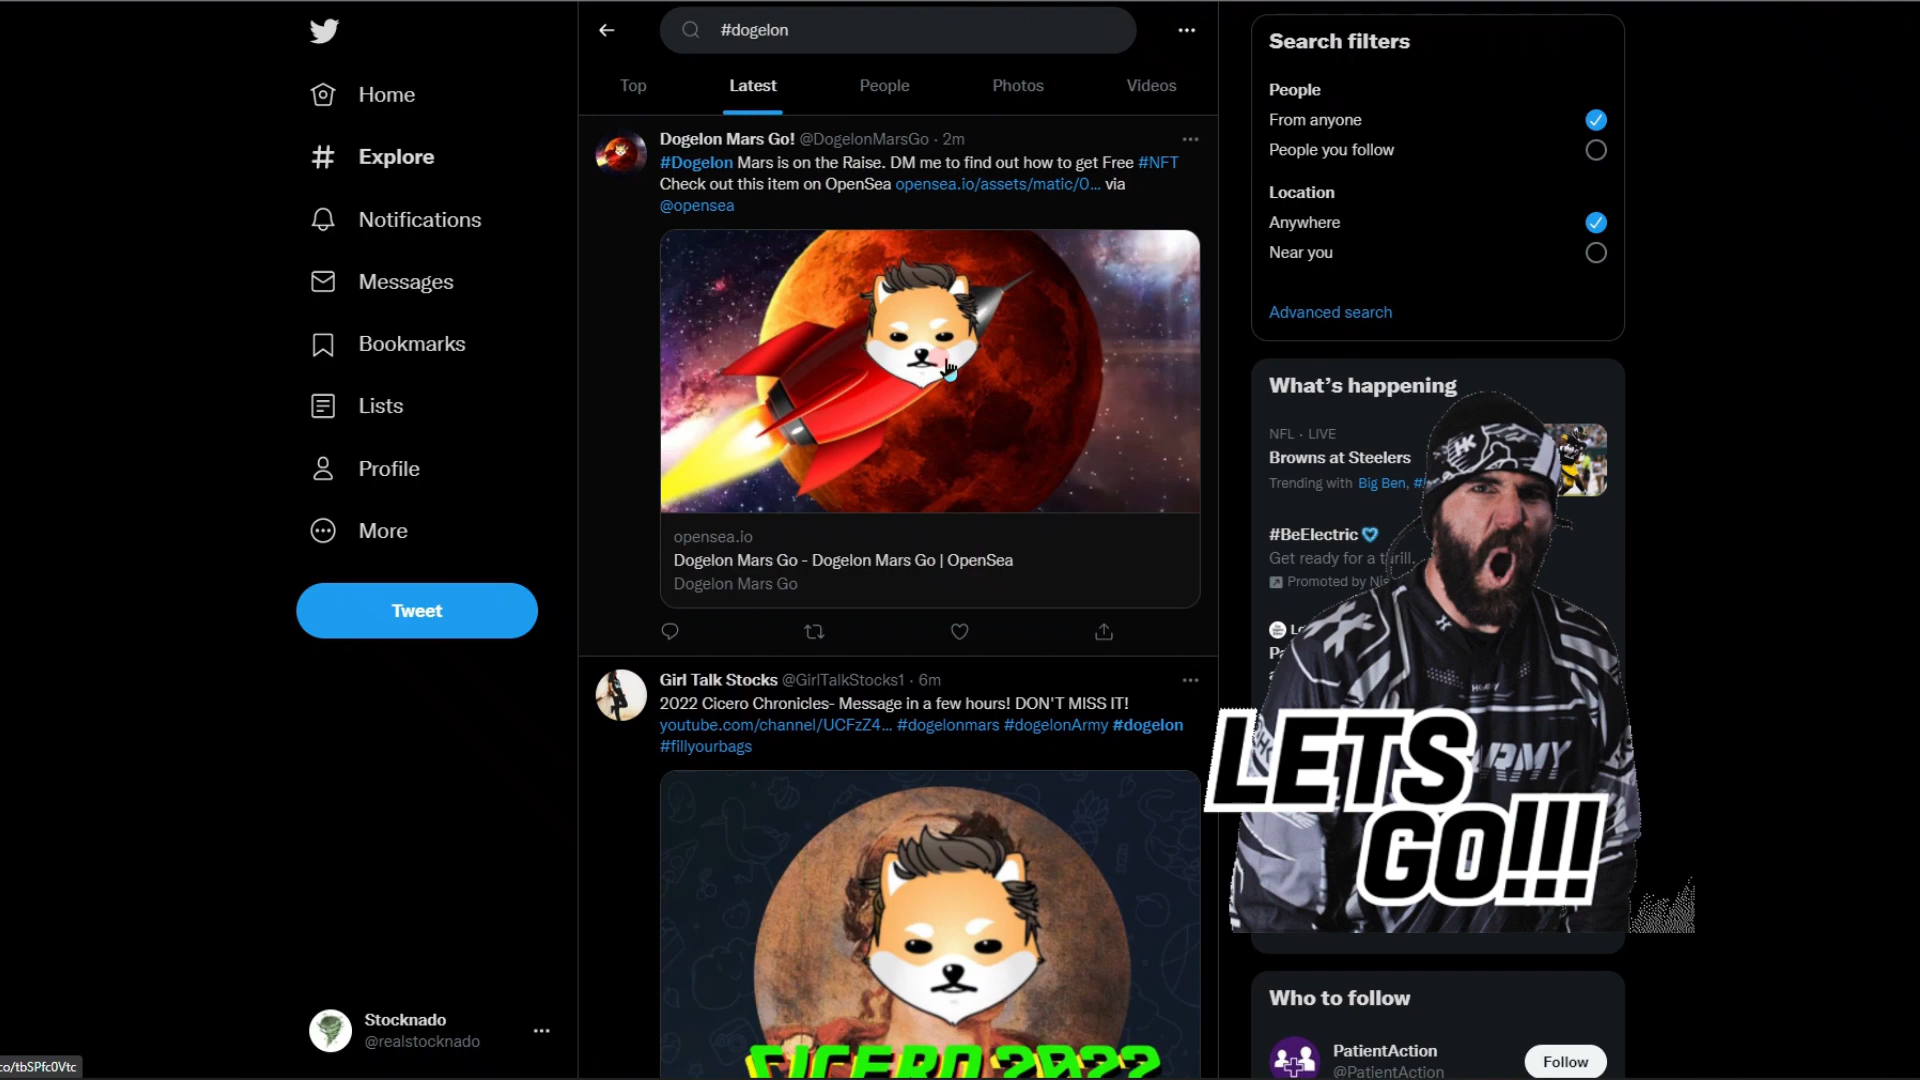 Home
Explore
Notifications
Messages
Bookmarks
Lists
Profile
More
Tweet
Stocknado
@realstocknado
co/tbSPfc0Vtc
#dogelon
Top
Latest
People
Photos
Videos
Dogelon Mars Go! @DogelonMarsGo · 2m
#Dogelon Mars is on the Raise. DM me to find out how to get Free #NFT
Check out this item on OpenSea opensea.io/assets/matic/0... via
@opensea
opensea.io
Dogelon Mars Go - Dogelon Mars Go | OpenSea
Dogelon Mars Go
Girl Talk Stocks @GirlTalkStocks1 · 6m
2022 Cicero Chronicles- Message in a few hours! DON'T MISS IT!
youtube.com/channel/UCFzZ4... #dogelonmars #dogelonArmy #dogelon
#fillyourbags
CICERO 2022
Search filters
People
From anyone
People you follow
Location
Anywhere
Near you
Advanced search
What's happening
NFL · LIVE
Browns at Steelers
Trending with Big Ben,
#BeElectric
Get ready for a thrill.
Promoted by
HK
ARMY
LETS
GO!!!
Who to follow
PatientAction
@PatientAction
Follow